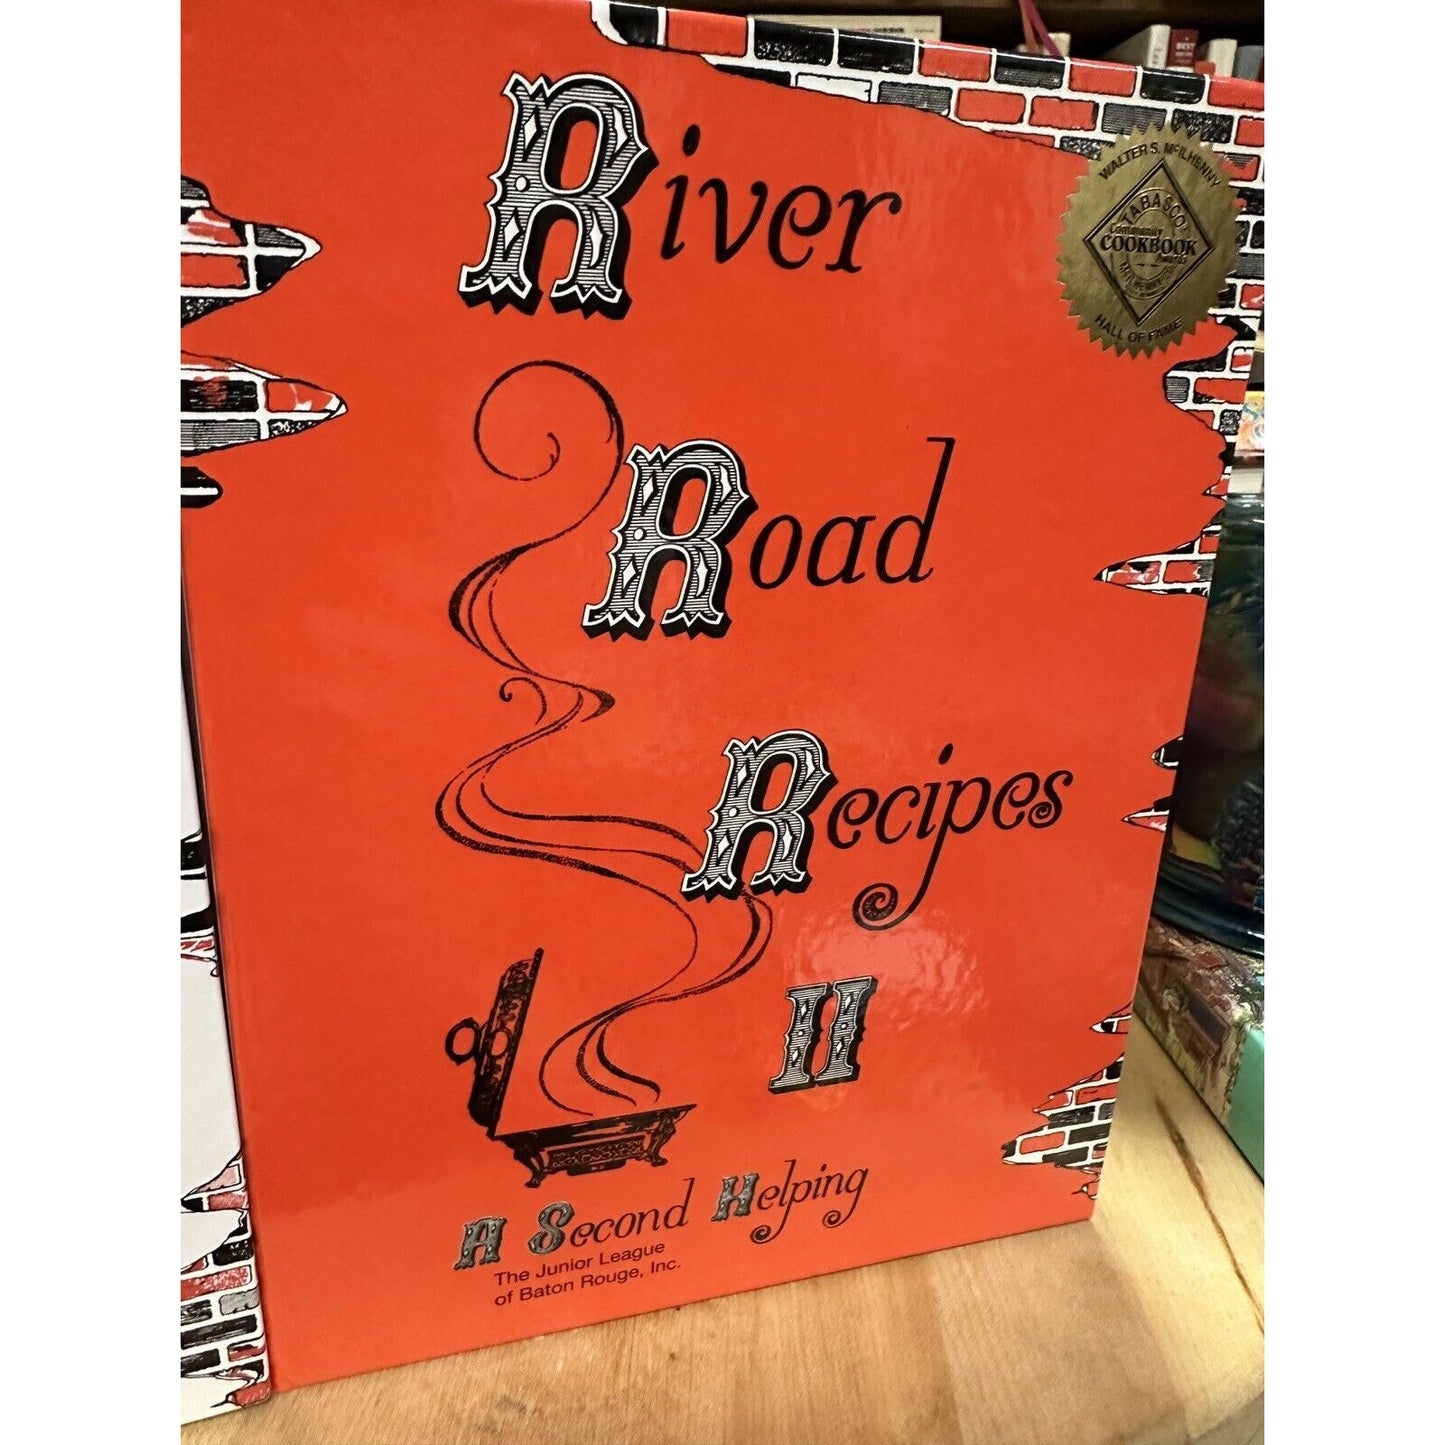 River
Road
Recipes
II
A Second Helping
The Junior League
of Baton Rouge, Inc.
WALTER S. McILHENNY
TABASCO
Community
COOKBOOK
Awards
HALL OF FAME
BEST